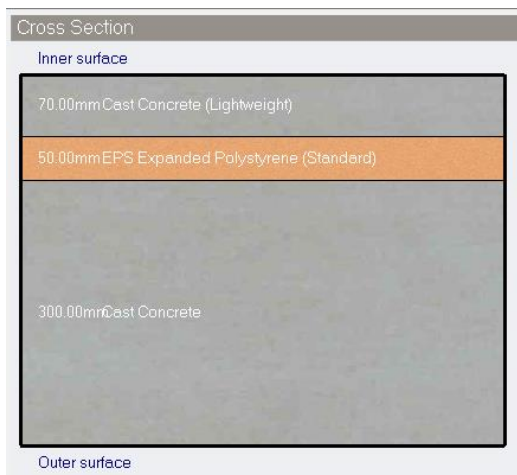 Cross Section
Inner surface
70.00mm Cast Concrete (Lightweight)
50.00mm EPS Expanded Polystyrene (Standard)
300.00mm Cast Concrete
Outer surface